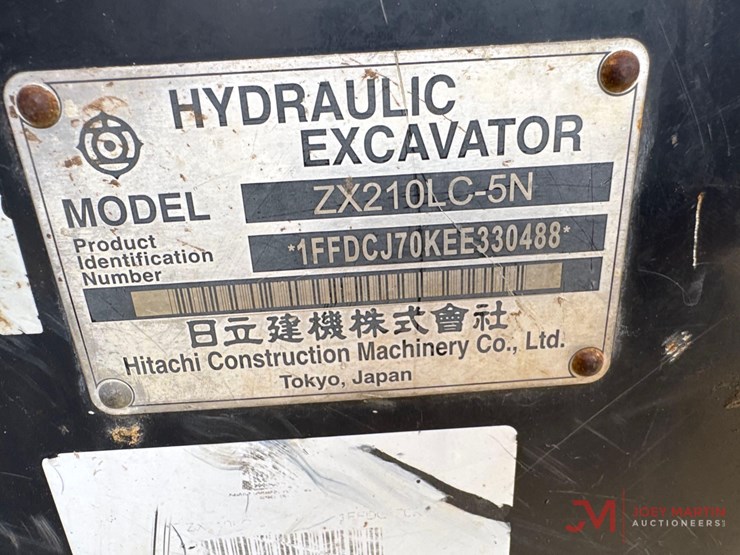 HYDRAULIC
EXCAVATOR
MODEL ZX210LC-5N
Product
Identification
Number
*1FFDCJ70KEE330488*
日立建機株式會社
Hitachi Construction Machinery Co., Ltd.
Tokyo, Japan
JOEY MARTIN
AUCTIONEERS